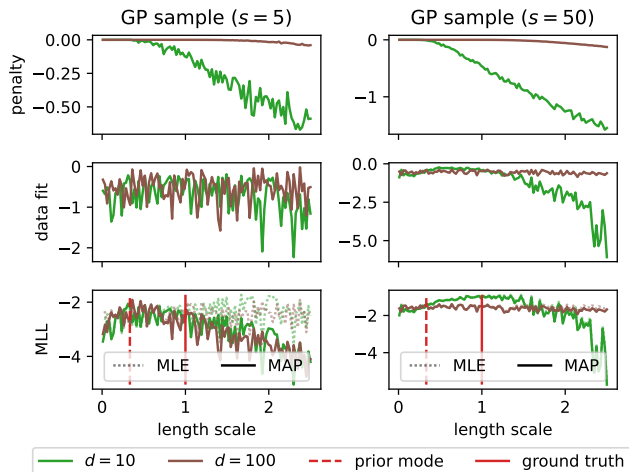 GP sample (s = 5)
GP sample (s = 50)
penalty
0.00
−0.25
−0.50
0
−1
data fit
0
−1
−2
0.0
−2.5
−5.0
MLL
−2
−4
−2
−4
MLE MAP
MLE MAP
0 1 2
0 1 2
length scale
length scale
d = 10 d = 100 prior mode ground truth